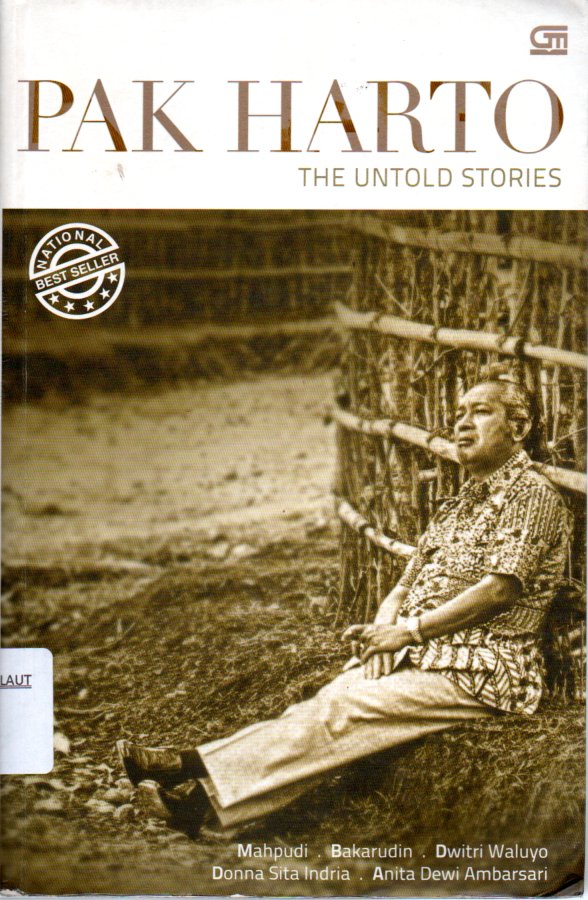 GM
PAK HARTO
THE UNTOLD STORIES
NATIONAL
BEST SELLER
LAUT
Mahpudi . Bakarudin . Dwitri Waluyo
Donna Sita Indria . Anita Dewi Ambarsari